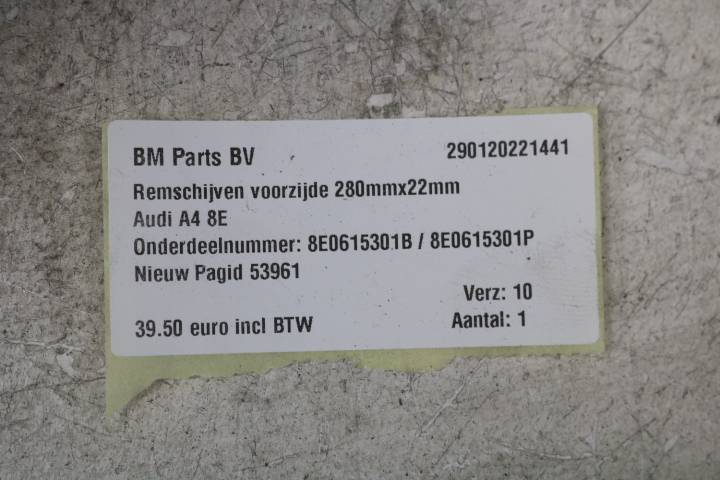 BM Parts BV 290120221441
Remschijven voorzijde 280mmx22mm
Audi A4 8E
Onderdeelnummer: 8E0615301B / 8E0615301P
Nieuw Pagid 53961
Verz: 10
39.50 euro incl BTW Aantal: 1